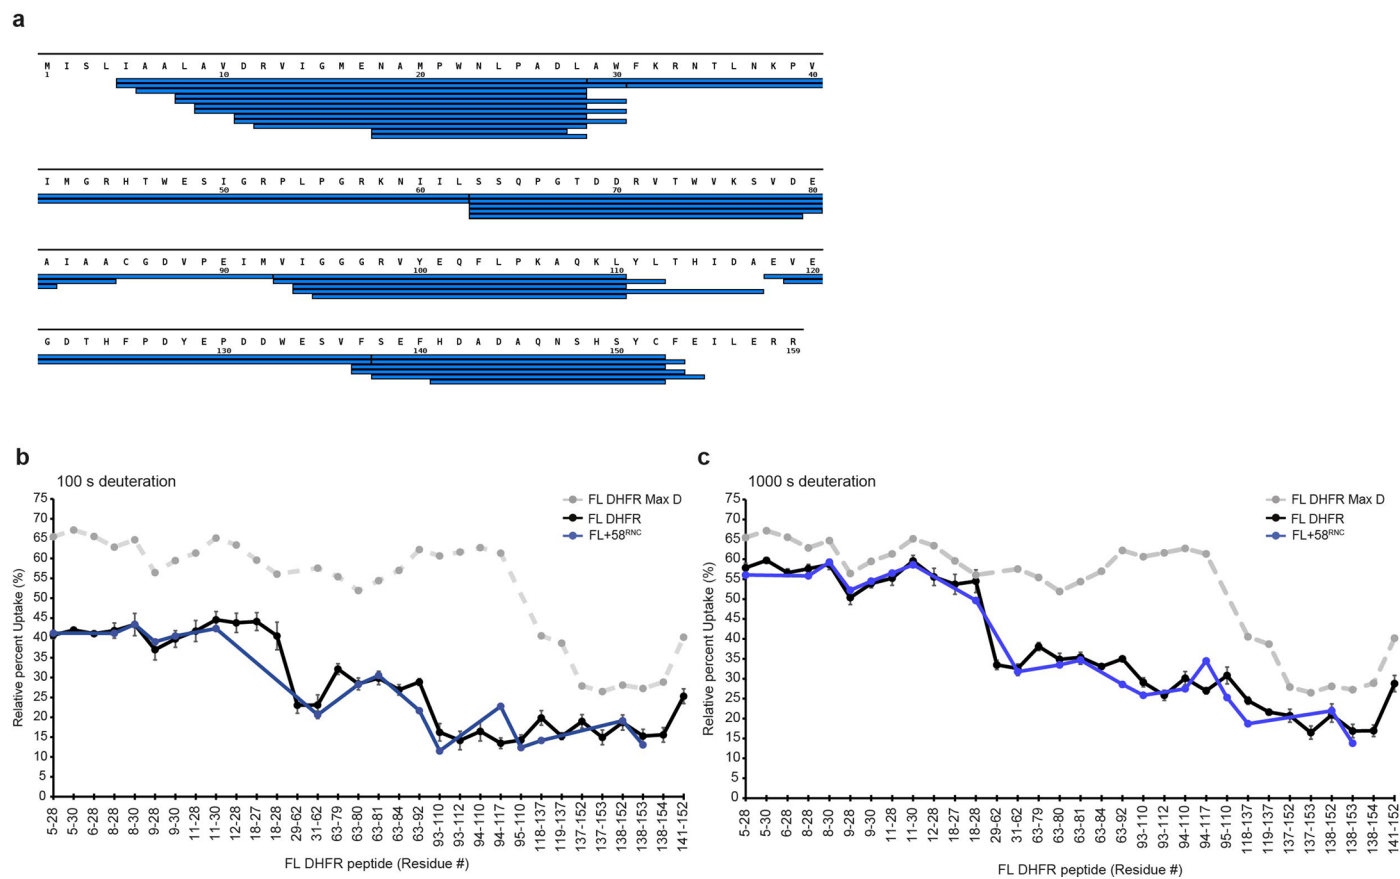 a
M I S L I A A L A V D R V I G M E N A M P W N L P A D L A W F K R N T L N K P V
1 10 20 30 40
I M G R H T W E S I G R P L P G R K N I I L S S Q P G T D D R V T W V K S V D E
50 60 70 80
A I A A C G D V P E I M V I G G G R V Y E Q F L P K A Q K L Y L T H I D A E V E
90 100 110 120
G D T H F P D Y E P D D W E S V F S E F H D A D A Q N S H S Y C F E I L E R R
130 140 150 159
b
100 s deuteration
FL DHFR Max D
FL DHFR
FL+58RNC
Relative percent Uptake (%)
75
70
65
60
55
50
45
40
35
30
25
20
15
10
5
0
5-28 5-30 6-28 8-28 8-30 9-28 9-30 11-28 11-30 12-28 18-27 18-28 29-62 31-62 63-79 63-80 63-81 63-84 63-92 93-110 93-112 94-110 94-117 95-110 118-137 119-137 137-152 137-153 138-152 138-153 138-154 141-152
FL DHFR peptide (Residue #)
c
1000 s deuteration
FL DHFR Max D
FL DHFR
FL+58RNC
Relative percent Uptake (%)
75
70
65
60
55
50
45
40
35
30
25
20
15
10
5
0
5-28 5-30 6-28 8-28 8-30 9-28 9-30 11-28 11-30 12-28 18-27 18-28 29-62 31-62 63-79 63-80 63-81 63-84 63-92 93-110 93-112 94-110 94-117 95-110 118-137 119-137 137-152 137-153 138-152 138-153 138-154 141-152
FL DHFR peptide (Residue #)